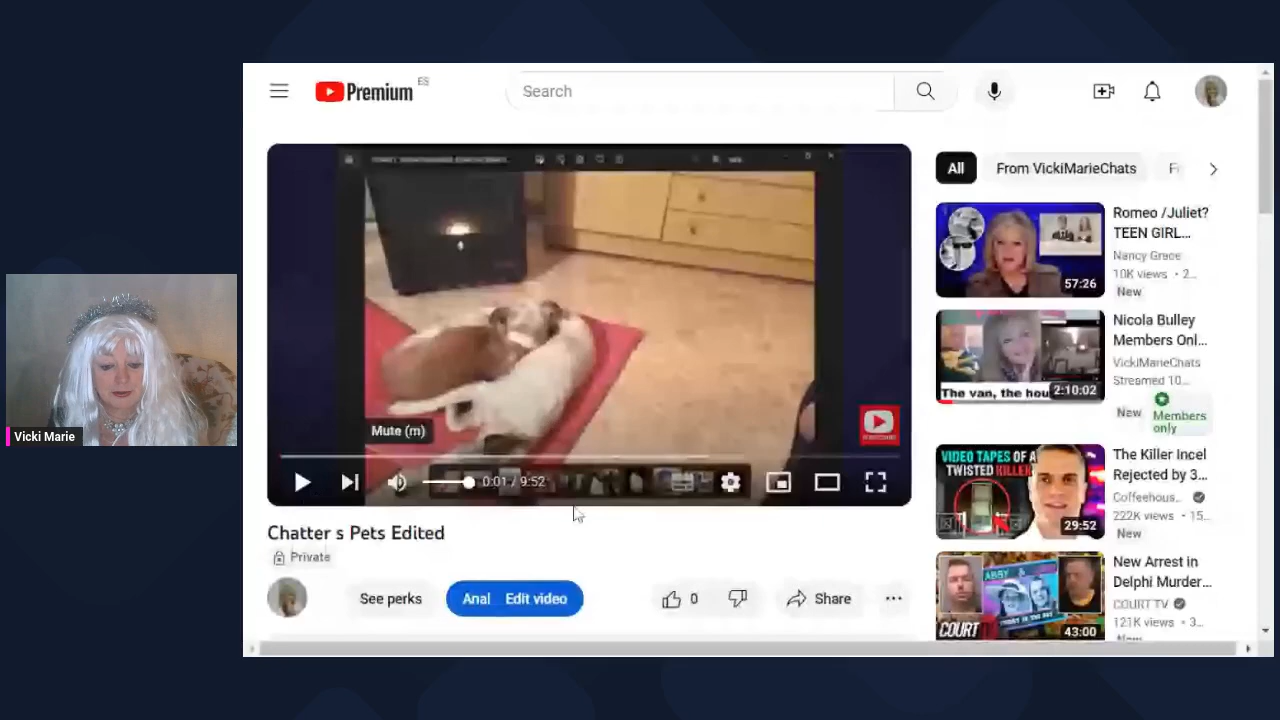 Premium ES
Search
All
From VickiMarieChats
Romeo /Juliet?
TEEN GIRL...
Nancy Grace
10K views • 2...
New
57:26
Nicola Bulley
Members Onl...
VickiMarieChats
Streamed 10...
New
Members
only
The van, the hou
2:10:02
VIDEO TAPES OF A
TWISTED KILLER
29:52
The Killer Incel
Rejected by 3...
Coffeehous...
222K views • 15...
New
New Arrest in
Delphi Murder...
COURT TV
121K views • 3...
New
COURT
43:00
Mute (m)
0:01 / 9:52
Chatter s Pets Edited
Private
See perks
Anal
Edit video
0
Share
Vicki Marie